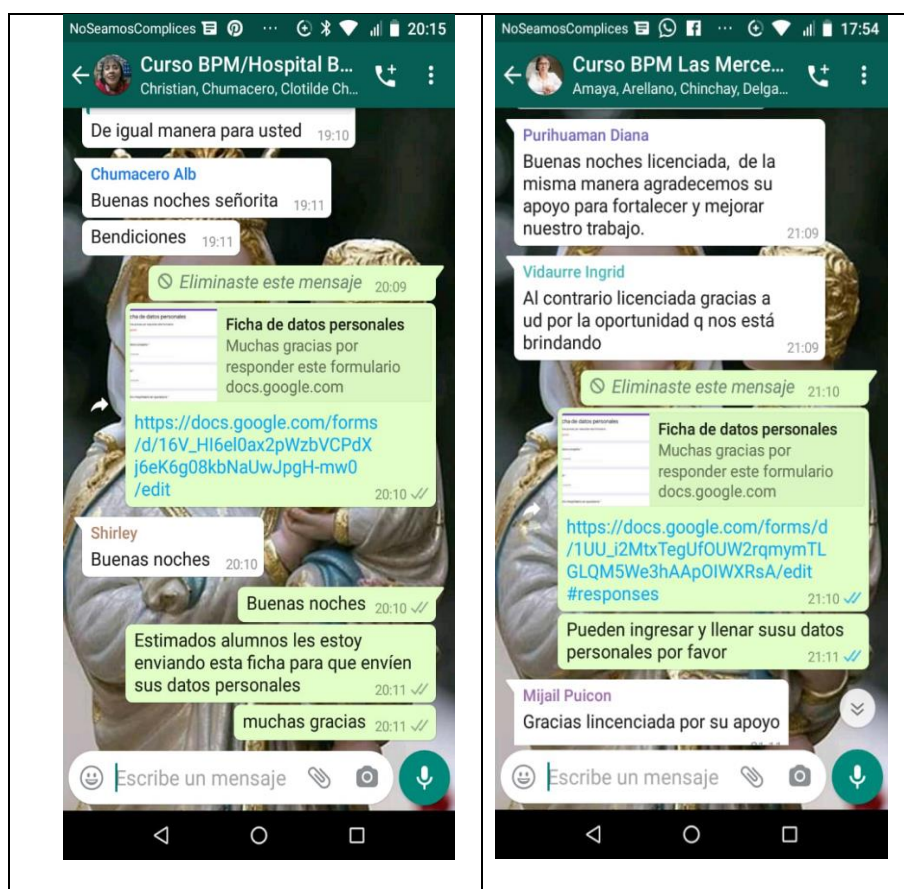 NoSeamosComplices ... 20:15
Curso BPM/Hospital B...
Christian, Chumacero, Clotilde Ch...
De igual manera para usted 19:10
Chumacero Alb
Buenas noches señorita 19:11
Bendiciones 19:11
Eliminaste este mensaje 20:09
Ficha de datos personales
Muchas gracias por
responder este formulario
docs.google.com
https://docs.google.com/forms
/d/16V_HI6el0ax2pWzbVCPdX
j6eK6g08kbNaUwJpgH-mw0
/edit
20:10
Shirley
Buenas noches 20:10
Buenas noches 20:10
Estimados alumnos les estoy
enviando esta ficha para que envíen
sus datos personales 20:11
muchas gracias 20:11
Escribe un mensaje
NoSeamosComplices ... 17:54
Curso BPM Las Merce...
Amaya, Arellano, Chinchay, Delga...
Purihuaman Diana
Buenas noches licenciada, de la
misma manera agradecemos su
apoyo para fortalecer y mejorar
nuestro trabajo. 21:09
Vidaurre Ingrid
Al contrario licenciada gracias a
ud por la oportunidad q nos está
brindando 21:09
Eliminaste este mensaje 21:10
Ficha de datos personales
Muchas gracias por
responder este formulario
docs.google.com
https://docs.google.com/forms/d
/1UU_i2MtxTegUfOUW2rqmymTL
GLQM5We3hAApOIWXRsA/edit
#responses 21:10
Pueden ingresar y llenar susu datos
personales por favor 21:11
Mijail Puicon
Gracias lincenciada por su apoyo
Escribe un mensaje